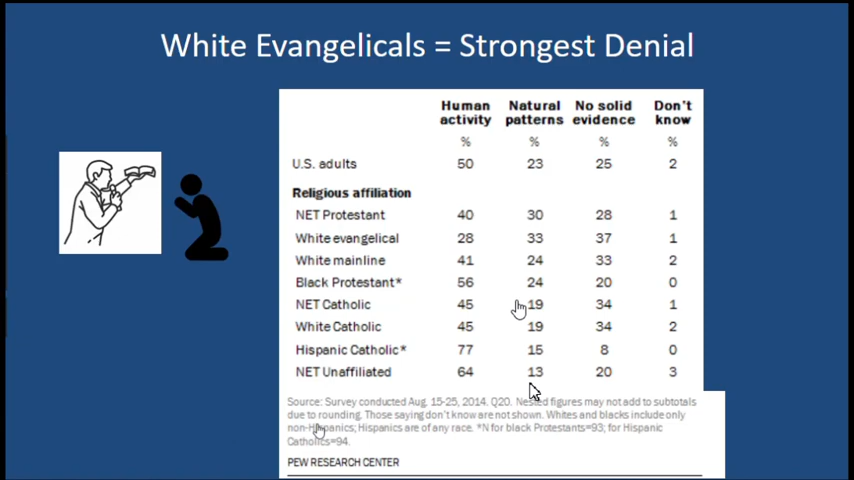 White Evangelicals = Strongest Denial
Human activity Natural patterns No solid evidence Don't know
% % % %
U.S. adults 50 23 25 2
Religious affiliation
NET Protestant 40 30 28 1
White evangelical 28 33 37 1
White mainline 41 24 33 2
Black Protestant* 56 24 20 0
NET Catholic 45 19 34 1
White Catholic 45 19 34 2
Hispanic Catholic* 77 15 8 0
NET Unaffiliated 64 13 20 3
Source: Survey conducted Aug. 15-25, 2014. Q20. Nested figures may not add to subtotals
due to rounding. Those saying don't know are not shown. Whites and blacks include only
non-Hispanics; Hispanics are of any race. *N for black Protestants=93; for Hispanic
Catholics=94.
PEW RESEARCH CENTER